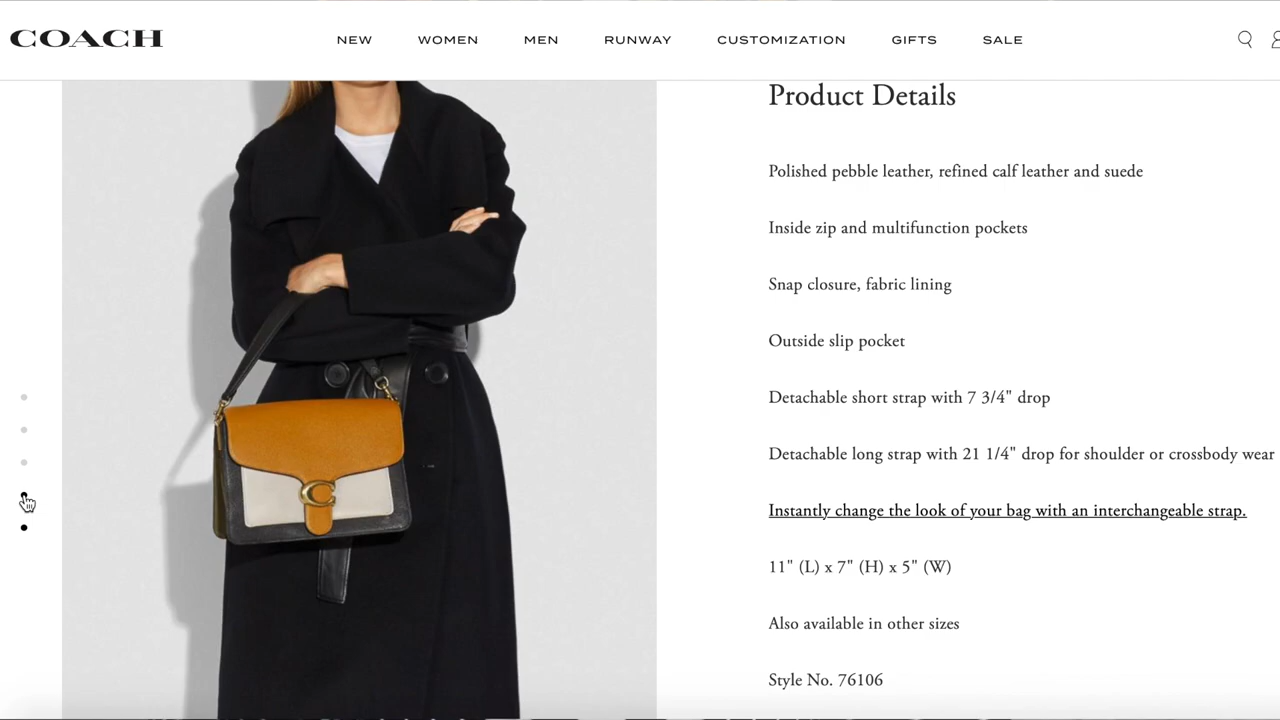 COACH
NEW
WOMEN
MEN
RUNWAY
CUSTOMIZATION
GIFTS
SALE
Product Details
Polished pebble leather, refined calf leather and suede
Inside zip and multifunction pockets
Snap closure, fabric lining
Outside slip pocket
Detachable short strap with 7 3/4" drop
Detachable long strap with 21 1/4" drop for shoulder or crossbody wear
Instantly change the look of your bag with an interchangeable strap.
11" (L) x 7" (H) x 5" (W)
Also available in other sizes
Style No. 76106